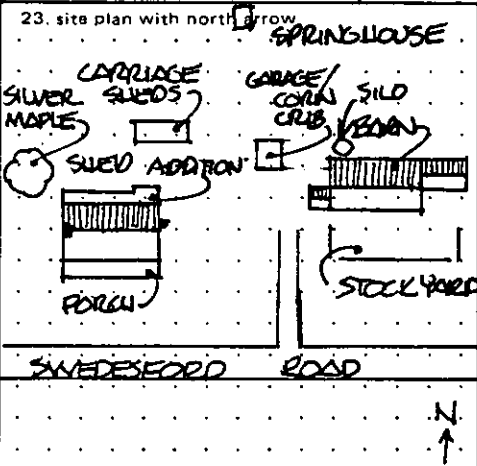 23. site plan with north arrow
SPRINGHOUSE
CARRIAGE
SHEDS
GARAGE/
CORN
CRIB
SILO
BARN
SILVER
MAPLE
SHED ADDITION
PORCH
STOCK YARD
SWEDESFORD ROAD
N